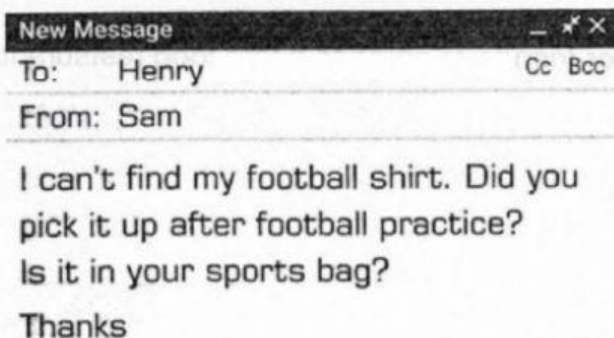 New Message
To: Henry Cc Bcc
From: Sam
I can't find my football shirt. Did you
pick it up after football practice?
Is it in your sports bag?
Thanks